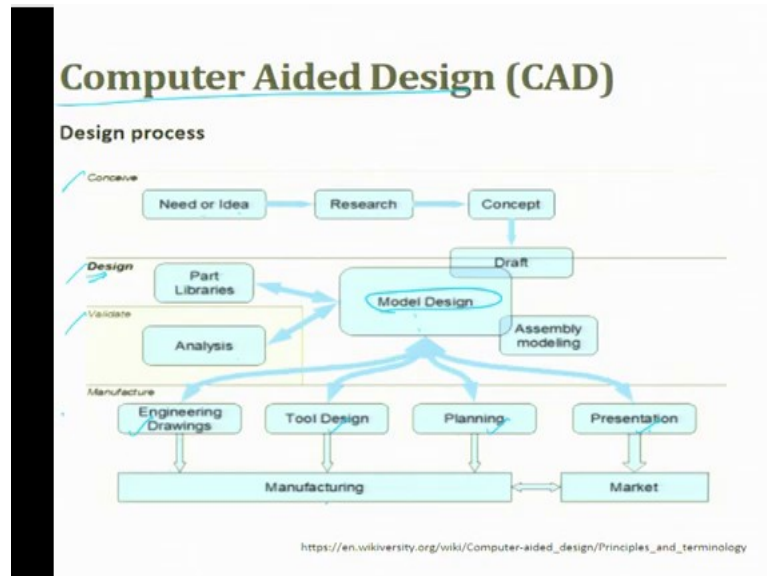 Computer Aided Design (CAD)
Design process
Conceive
Need or Idea
Research
Concept
Draft
Design
Part
Libraries
Model Design
Validate
Analysis
Assembly
modeling
Manufacture
Engineering
Drawings
Tool Design
Planning
Presentation
Manufacturing
Market
https://en.wikiversity.org/wiki/Computer-aided_design/Principles_and_terminology